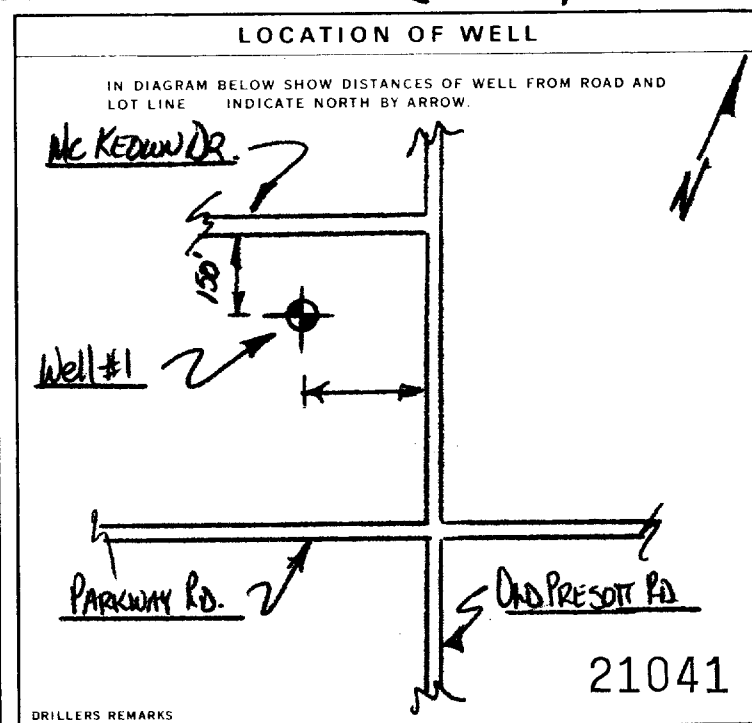 LOCATION OF WELL
IN DIAGRAM BELOW SHOW DISTANCES OF WELL FROM ROAD AND
LOT LINE INDICATE NORTH BY ARROW.
Mc KEOWN DR.
N
150'
Well #1
PARKWAY RD.
OLD PRESOTT RD
21041
DRILLERS REMARKS